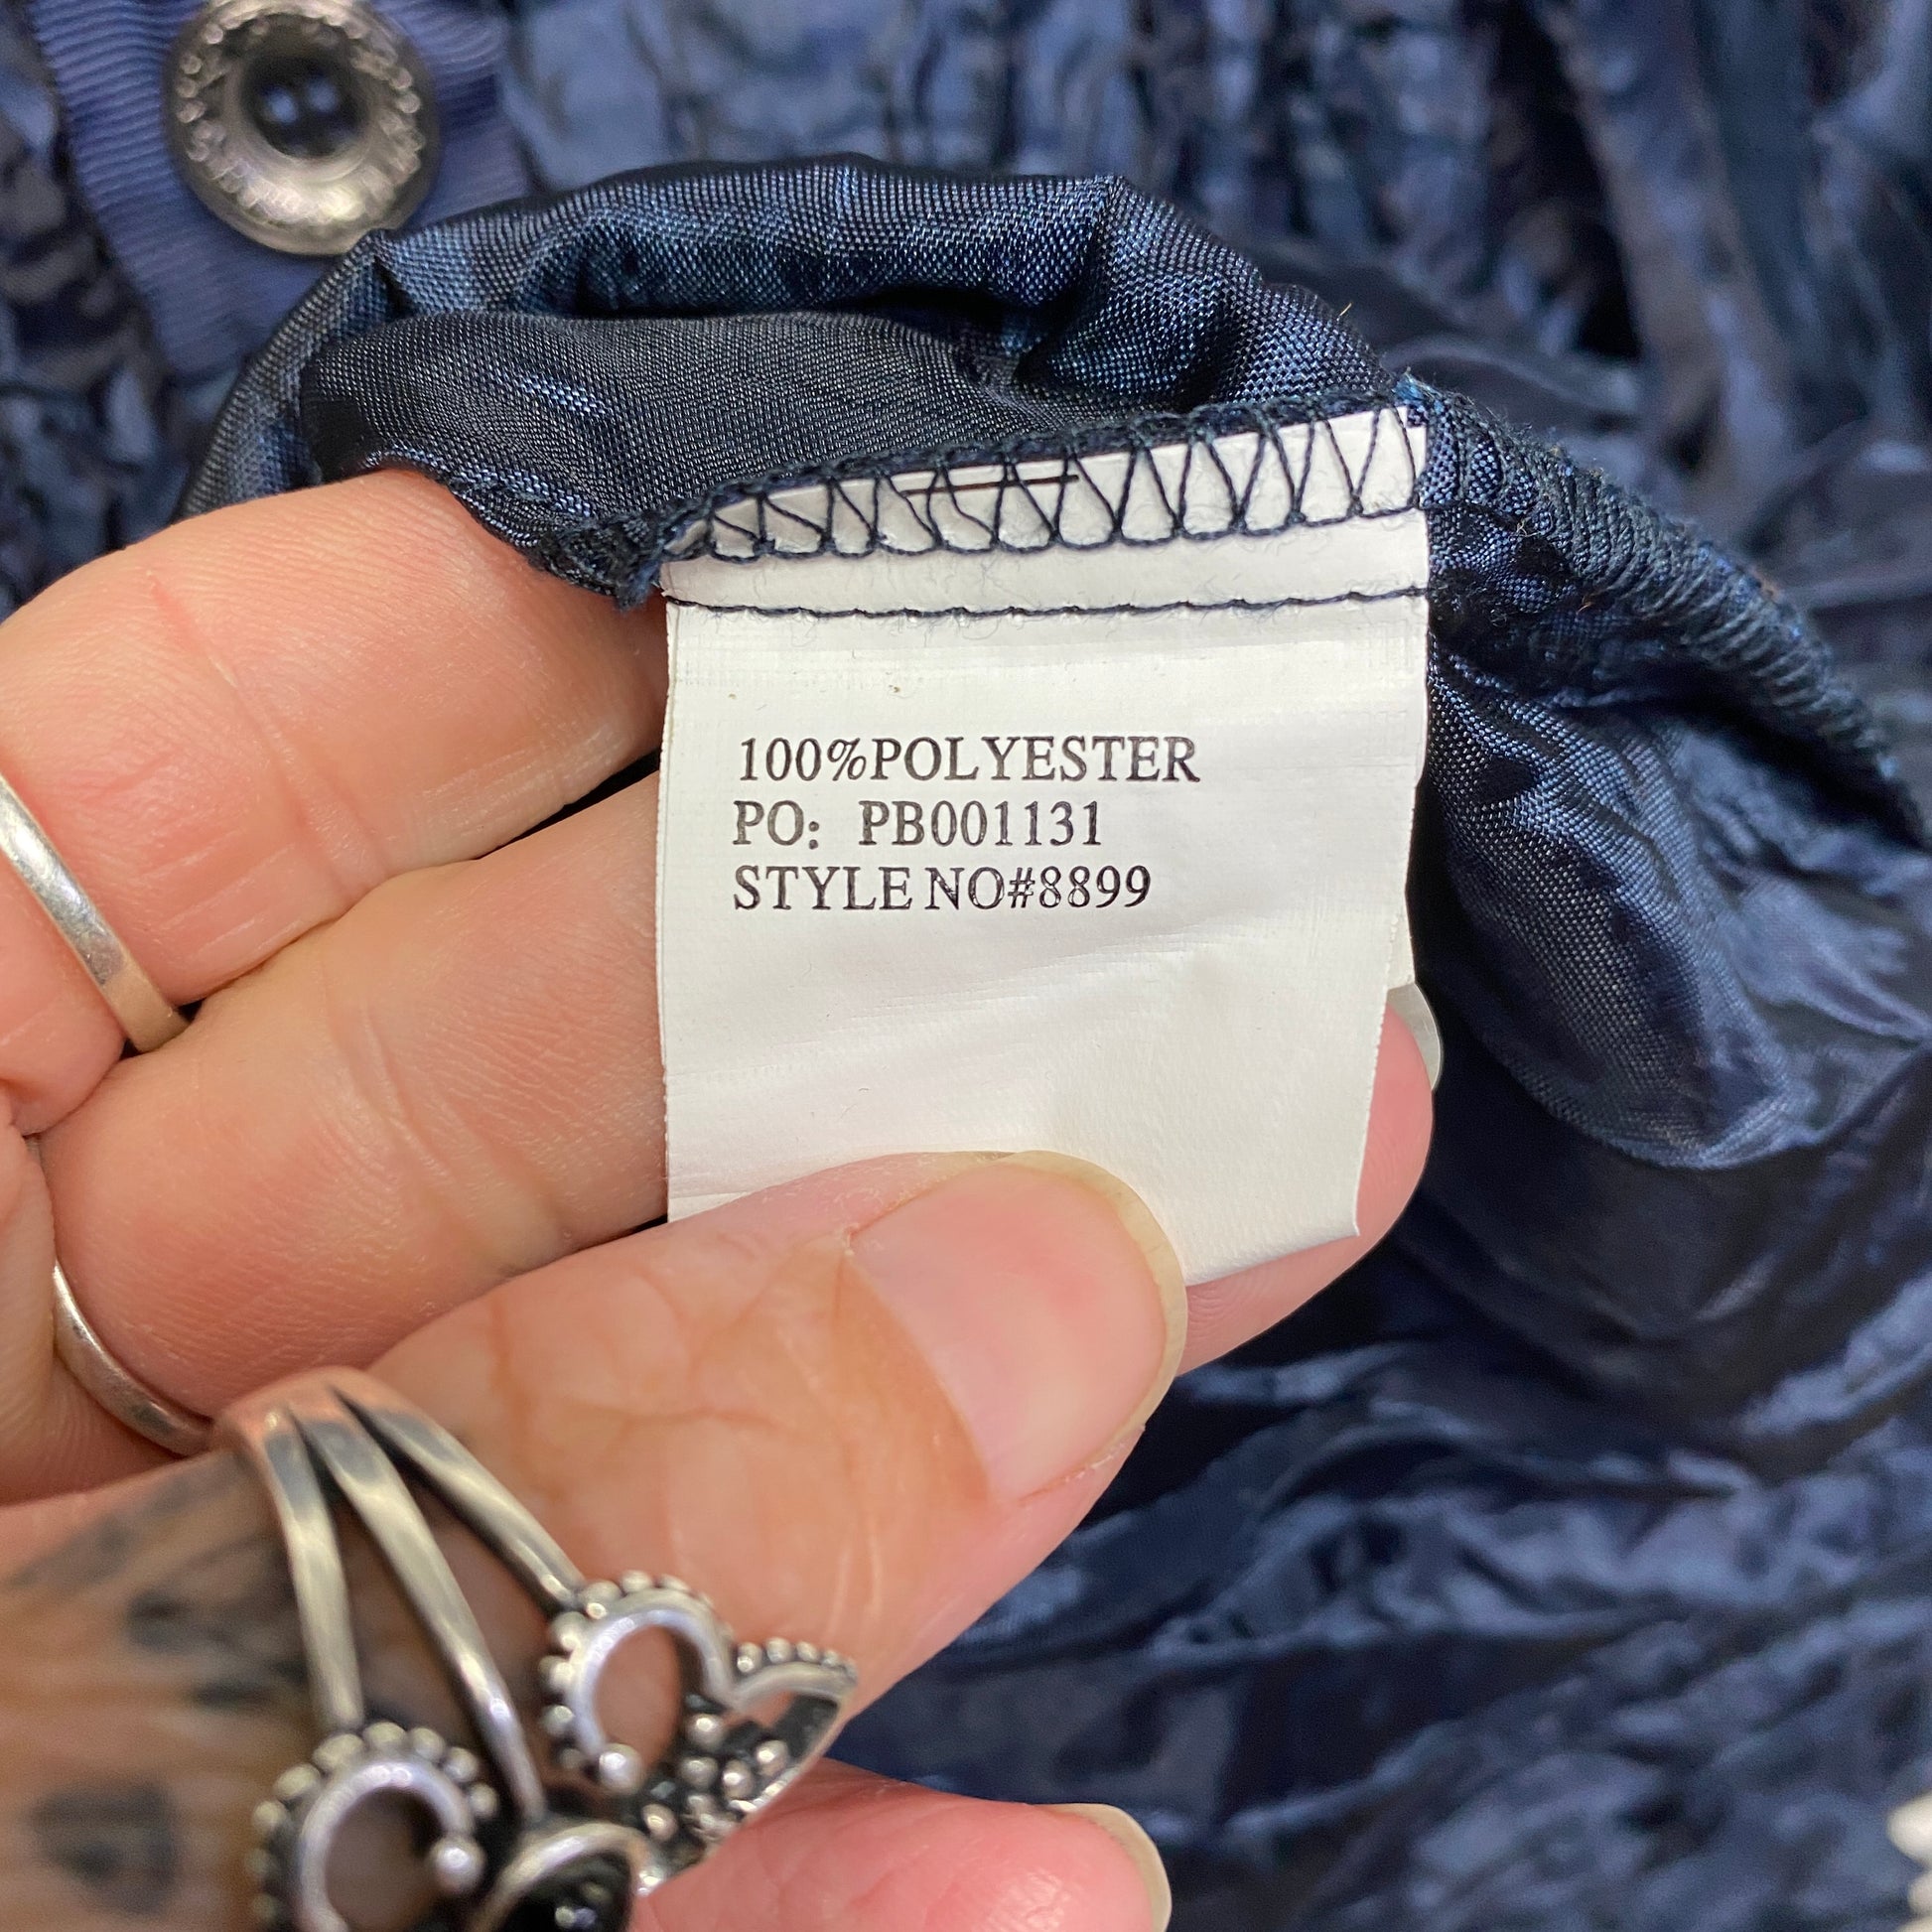 100%POLYESTER
PO: PB001131
STYLE NO#8899